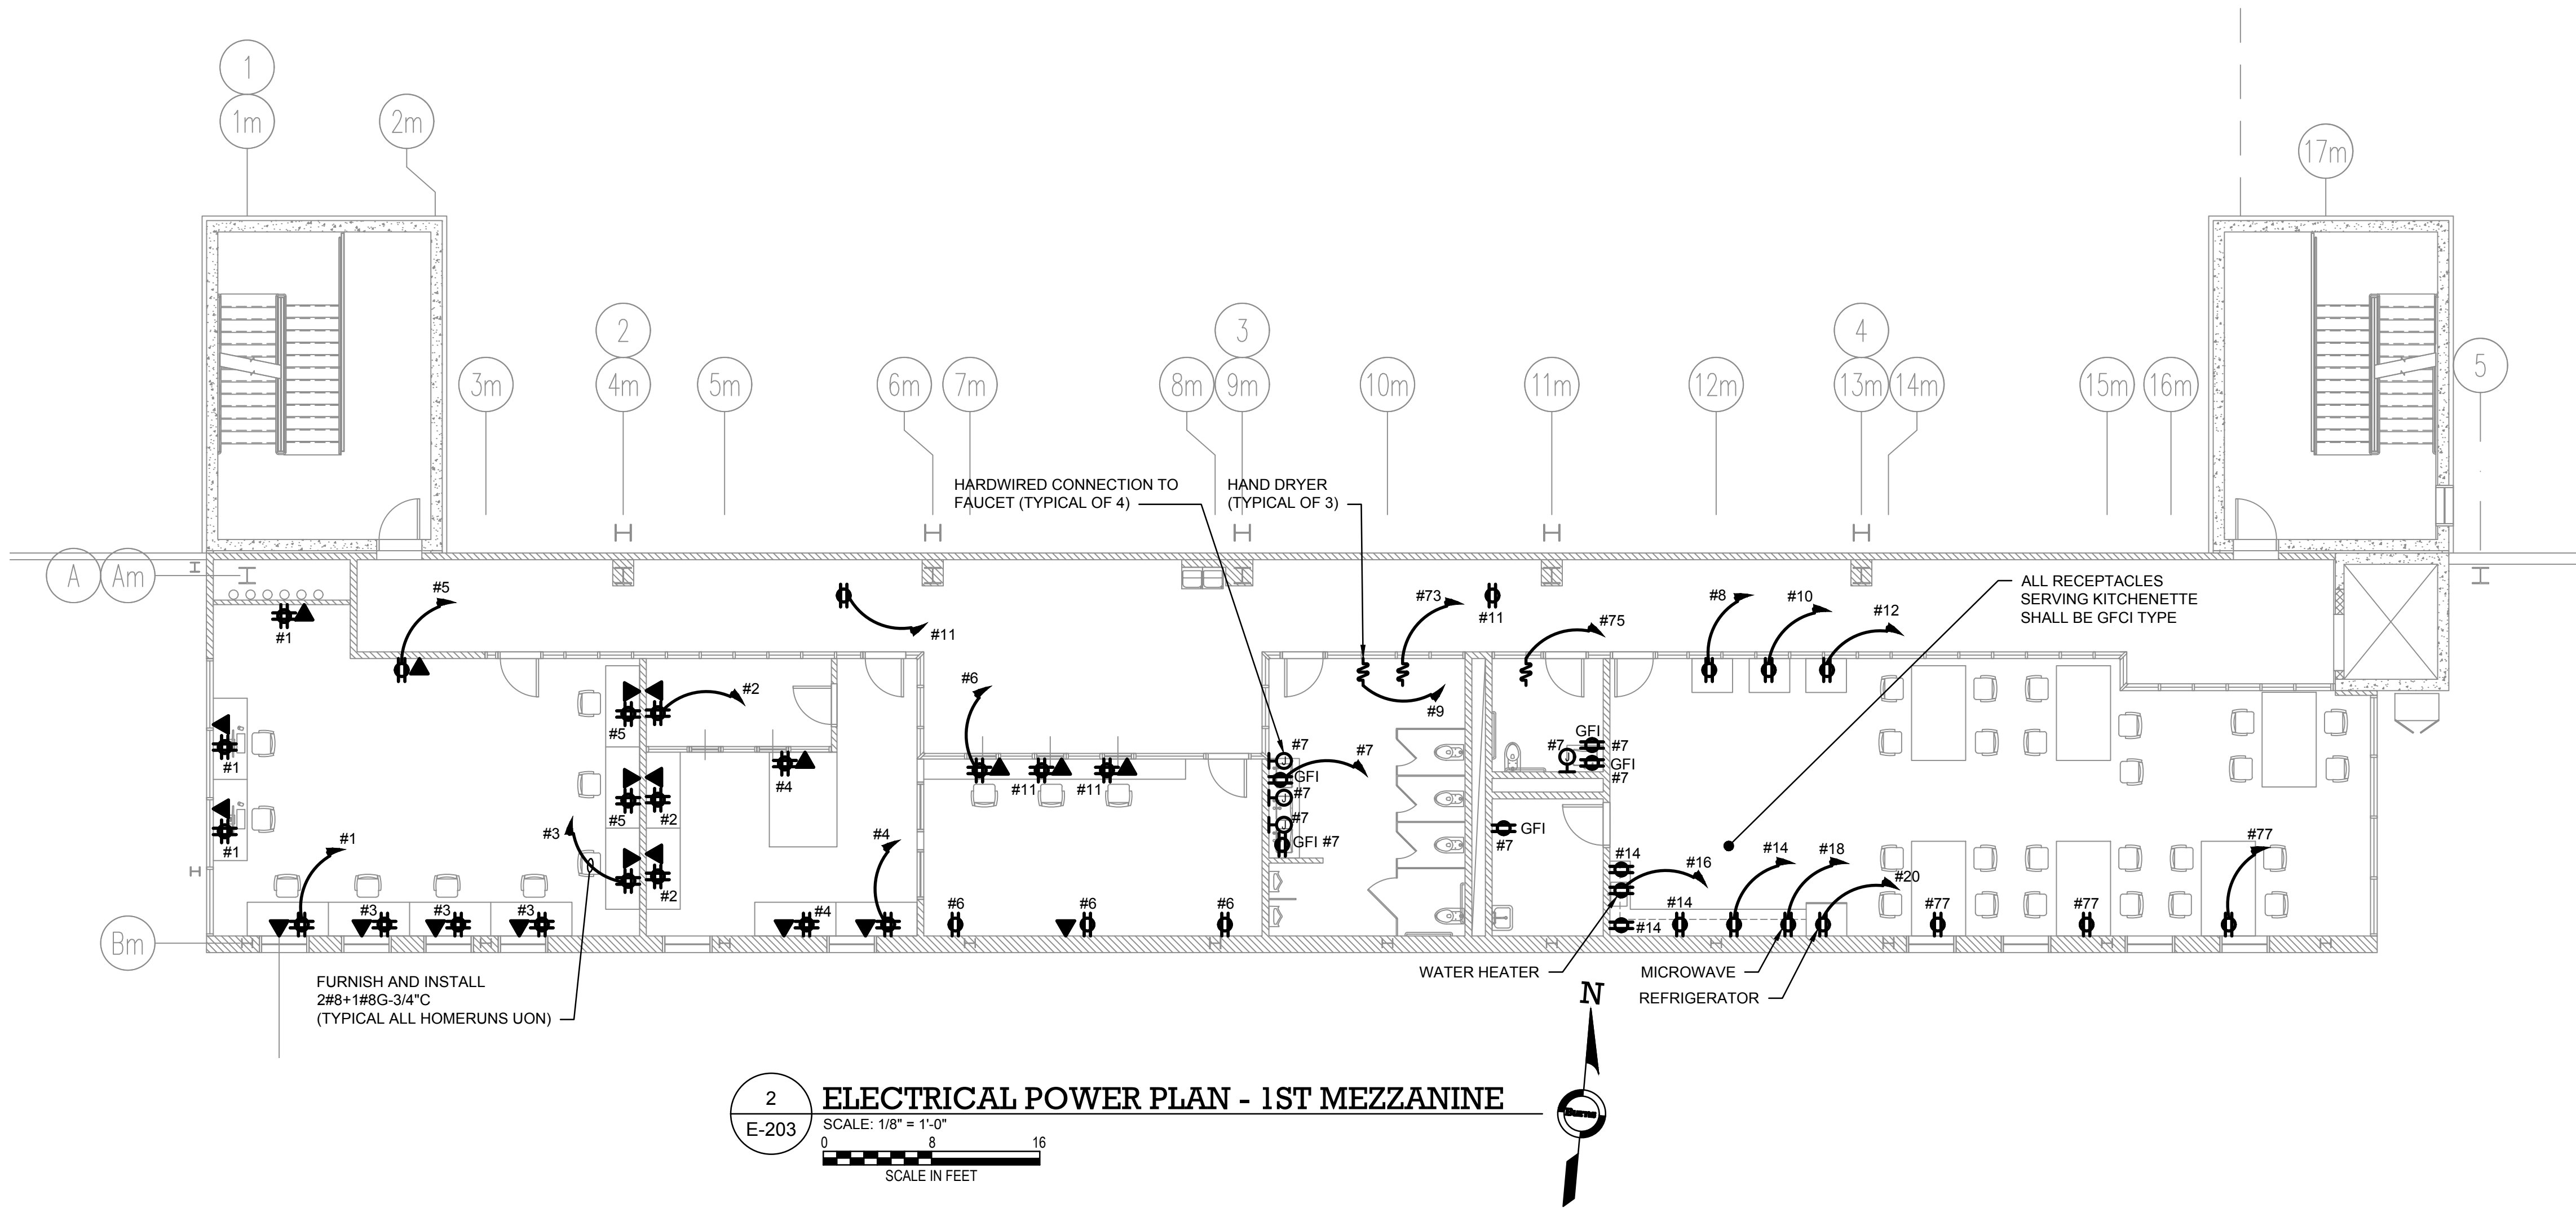 1
1m
2m
17m
2
3
4
5
3m
4m
5m
6m
7m
8m
9m
10m
11m
12m
13m
14m
15m
16m
HARDWIRED CONNECTION TO
FAUCET (TYPICAL OF 4)
HAND DRYER
(TYPICAL OF 3)
A
Am
#5
#1
#11
#73
#11
#75
#8
#10
#12
ALL RECEPTACLES
SERVING KITCHENETTE
SHALL BE GFCI TYPE
#2
#6
#9
#5
#1
#4
#11
#11
#7
#7
GFI
#7
GFI
#7
#7
GFI
#7
#5
#2
#1
#3
#1
#4
#7
GFI #7
GFI
#7
#14
#16
#14
#18
#20
#77
#2
#3
#3
#3
#4
#6
#6
#6
#14
#14
#77
#77
Bm
FURNISH AND INSTALL
2#8+1#8G-3/4"C
(TYPICAL ALL HOMERUNS UON)
WATER HEATER
MICROWAVE
REFRIGERATOR
N
Burns
2
E-203
ELECTRICAL POWER PLAN - 1ST MEZZANINE
SCALE: 1/8" = 1'-0"
0 8 16
SCALE IN FEET